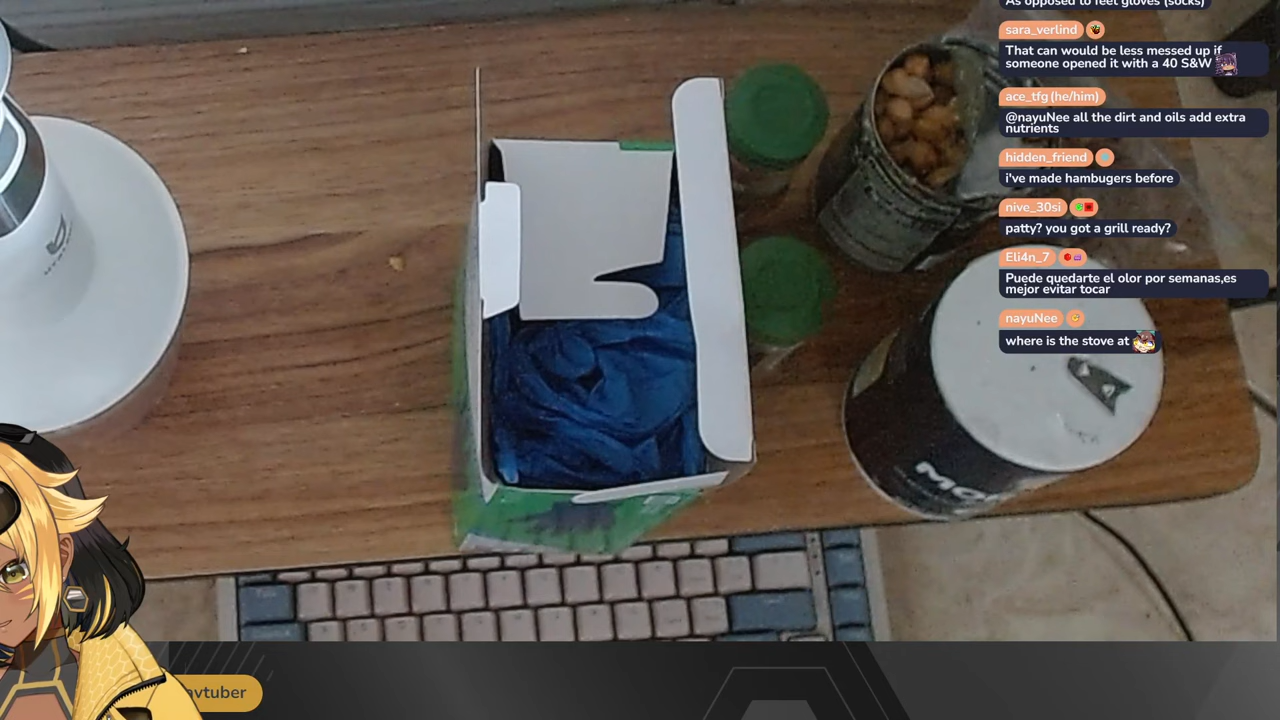 As opposed to feet gloves (socks)
sara_verlind
That can would be less messed up if
someone opened it with a 40 S&W
ace_tfg (he/him)
@nayuNee all the dirt and oils add extra
nutrients
hidden_friend
i've made hambugers before
nive_30si
patty? you got a grill ready?
Eli4n_7
Puede quedarte el olor por semanas,es
mejor evitar tocar
nayuNee
where is the stove at
vtuber